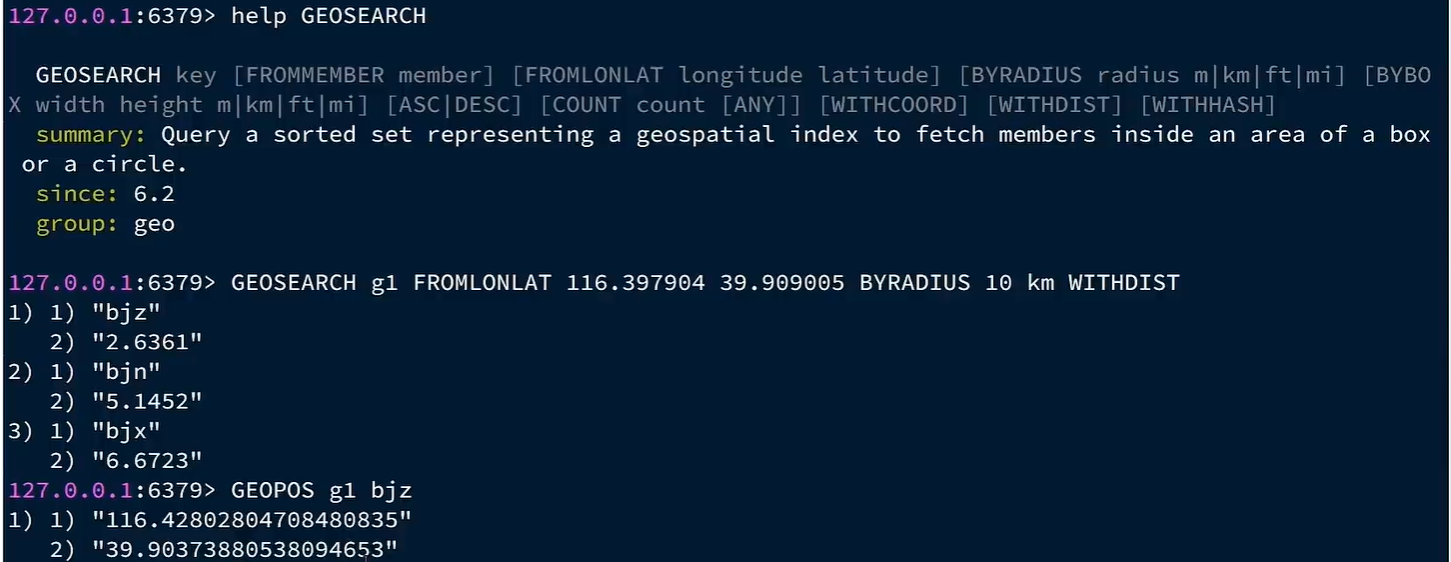 127.0.0.1:6379> help GEOSEARCH
GEOSEARCH key [FROMMEMBER member] [FROMLONLAT longitude latitude] [BYRADIUS radius m|km|ft|mi] [BYBO
X width height m|km|ft|mi] [ASC|DESC] [COUNT count [ANY]] [WITHCOORD] [WITHDIST] [WITHHASH]
summary: Query a sorted set representing a geospatial index to fetch members inside an area of a box
or a circle.
since: 6.2
group: geo
127.0.0.1:6379> GEOSEARCH g1 FROMLONLAT 116.397904 39.909005 BYRADIUS 10 km WITHDIST
1) 1) "bjz"
2) "2.6361"
2) 1) "bjn"
2) "5.1452"
3) 1) "bjx"
2) "6.6723"
127.0.0.1:6379> GEOPOS g1 bjz
1) 1) "116.42802804708480835"
2) "39.90373880538094653"